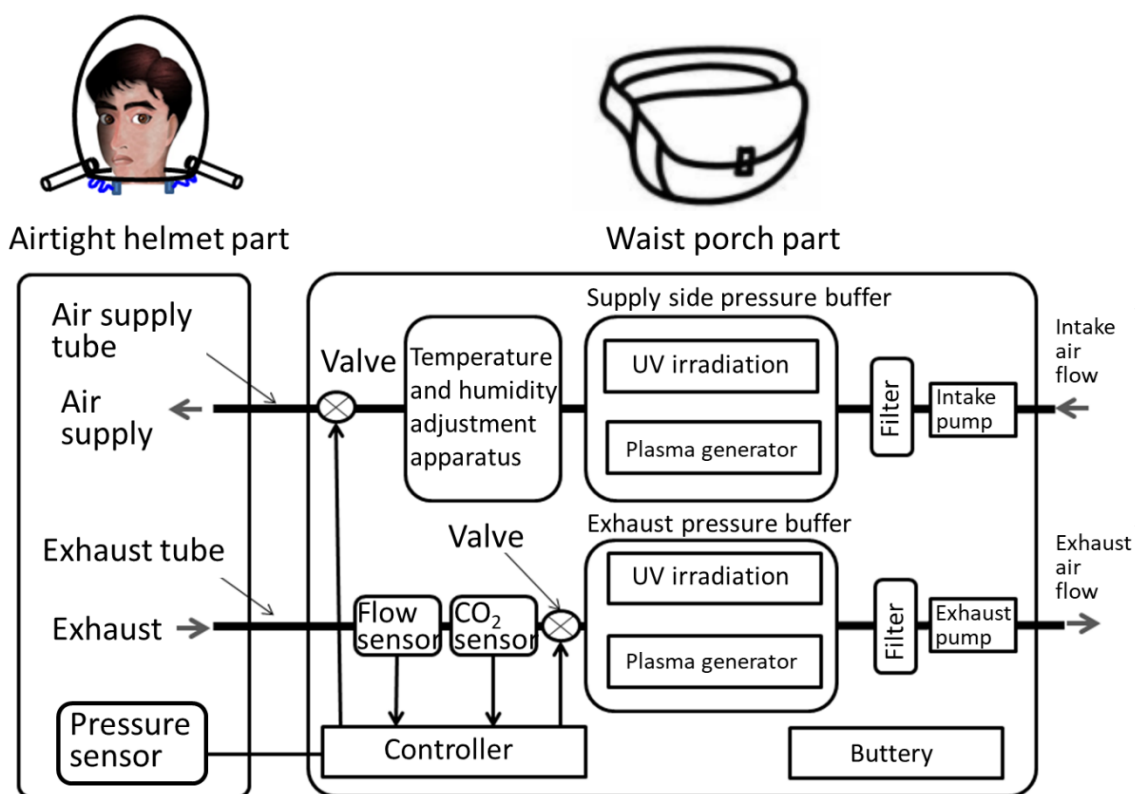 Airtight helmet part
Waist porch part
Air supply
tube
Air
supply
Valve
Temperature
and humidity
adjustment
apparatus
Supply side pressure buffer
UV irradiation
Plasma generator
Filter
Intake
pump
Intake
air
flow
Exhaust tube
Exhaust
Flow
sensor
CO₂
sensor
Valve
Exhaust pressure buffer
UV irradiation
Plasma generator
Filter
Exhaust
pump
Exhaust
air
flow
Pressure
sensor
Controller
Buttery